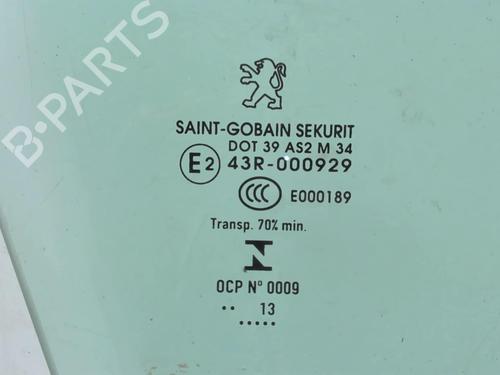 B-PARTS
SAINT-GOBAIN SEKURIT
DOT 39 AS2 M 34
E2 43R-000929
CCC E000189
Transp. 70% min.
N
OCP Nº 0009
.. 13
.....